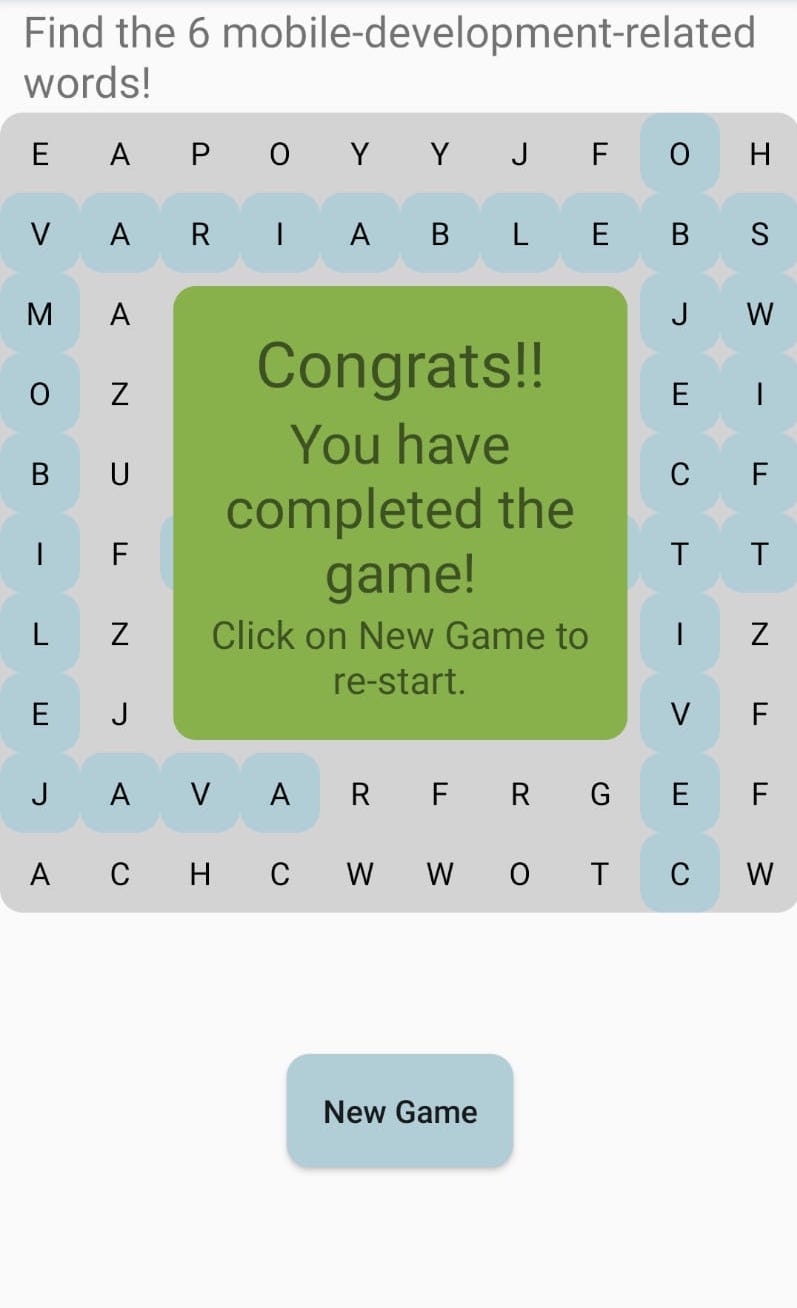 Find the 6 mobile-development-related
words!
E A P O Y Y J F O H
V A R I A B L E B S
M A J W
O Z E I
B U C F
I F T T
L Z I Z
E J V F
J A V A R F R G E F
A C H C W W O T C W
Congrats!!
You have
completed the
game!
Click on New Game to
re-start.
New Game